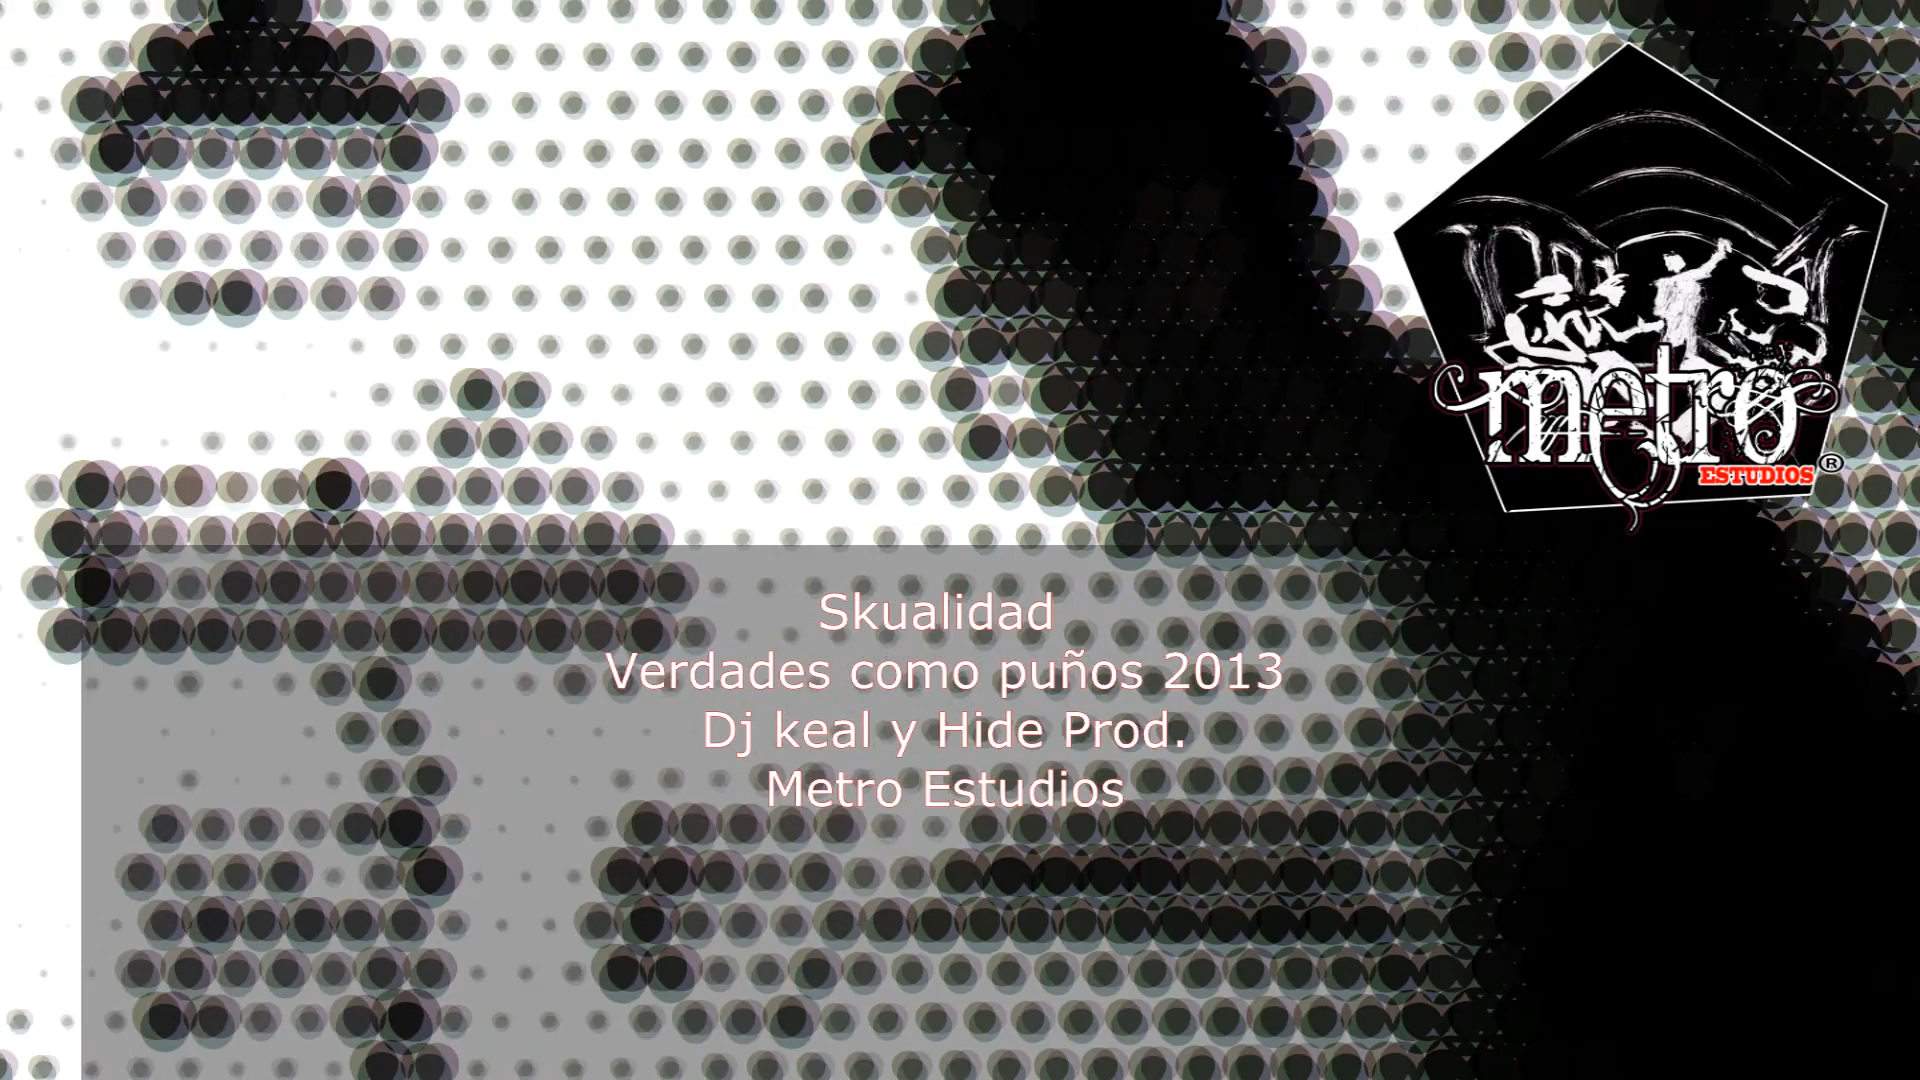 metro
ESTUDIOS ®
Skualidad
Verdades como puños 2013
Dj keal y Hide Prod.
Metro Estudios